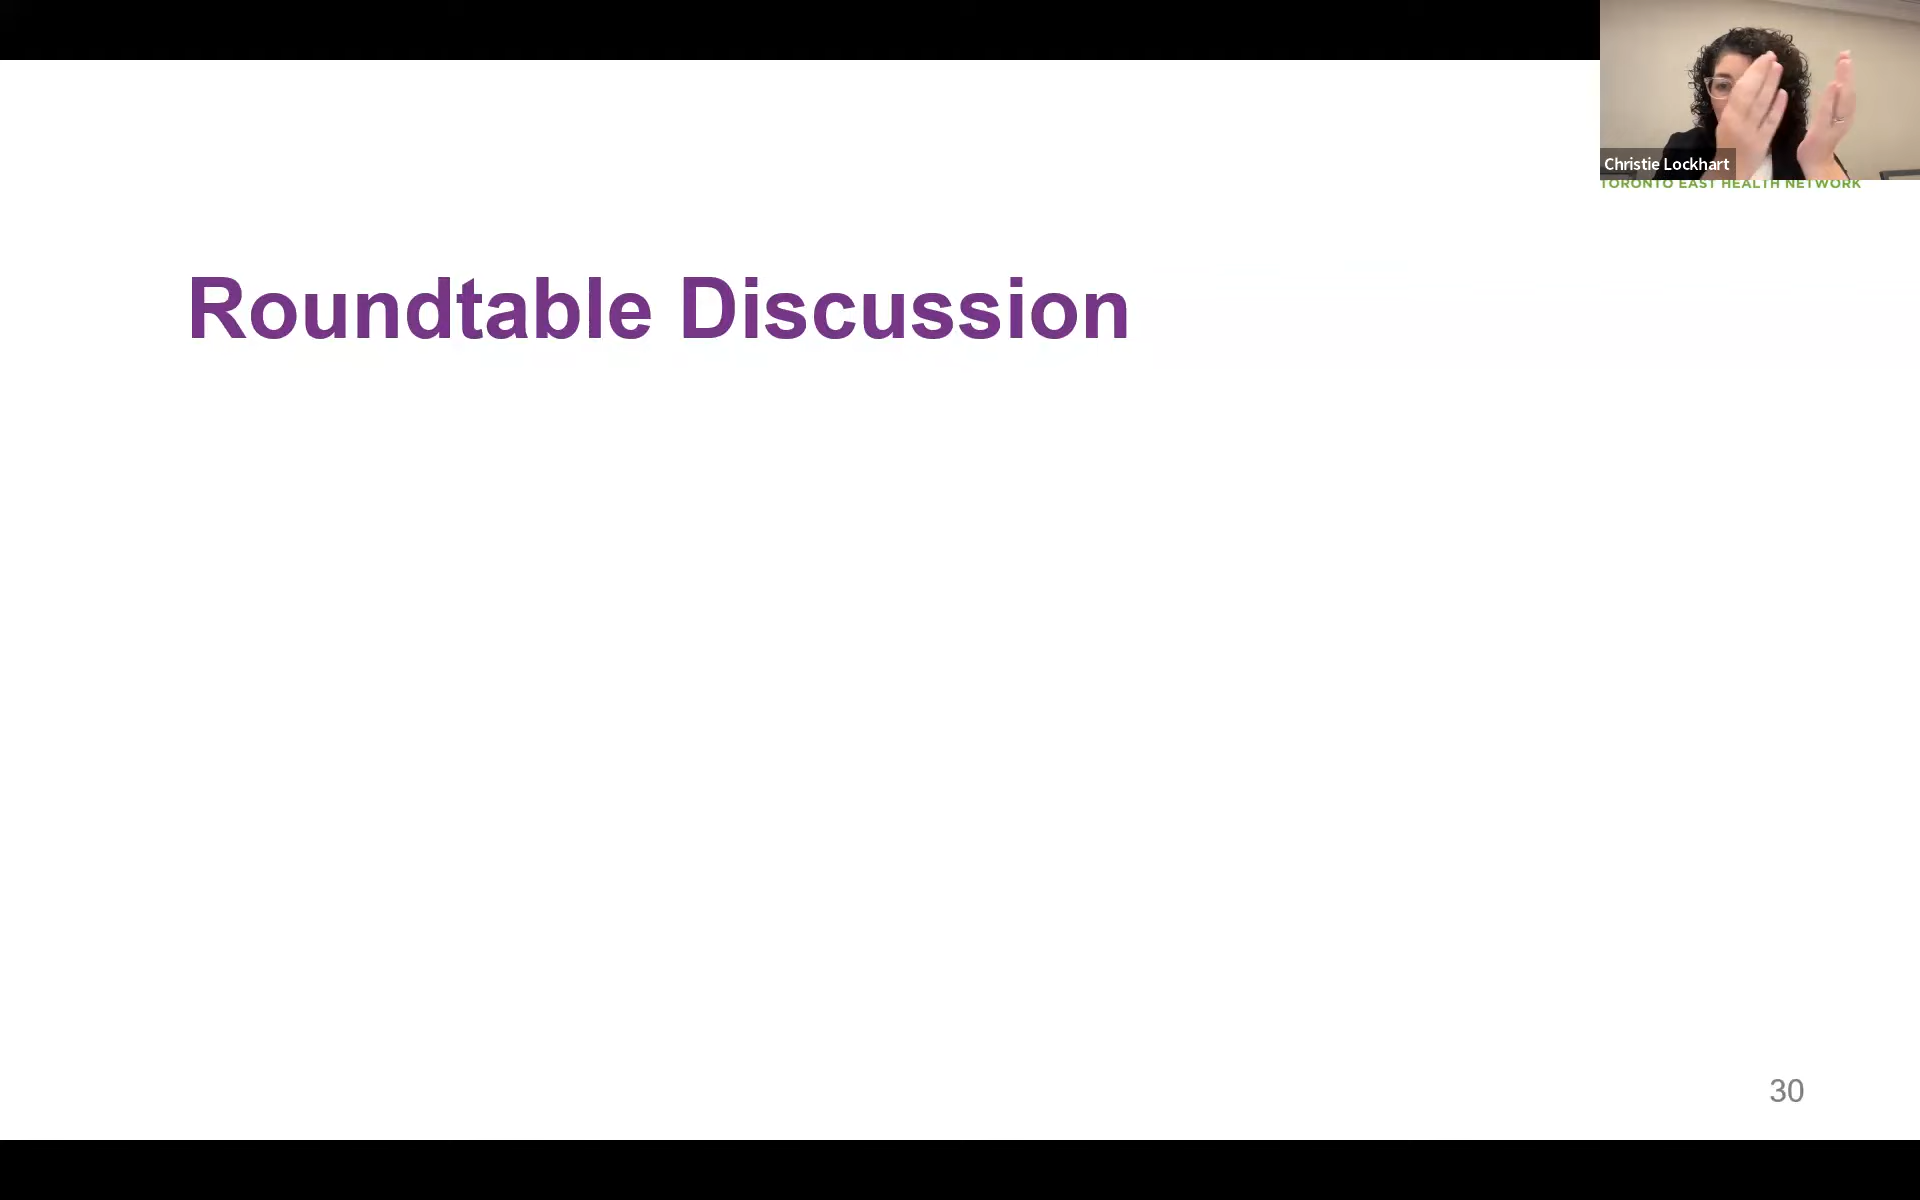 Christie Lockhart
TORONTO EAST HEALTH NETWORK
Roundtable Discussion
30